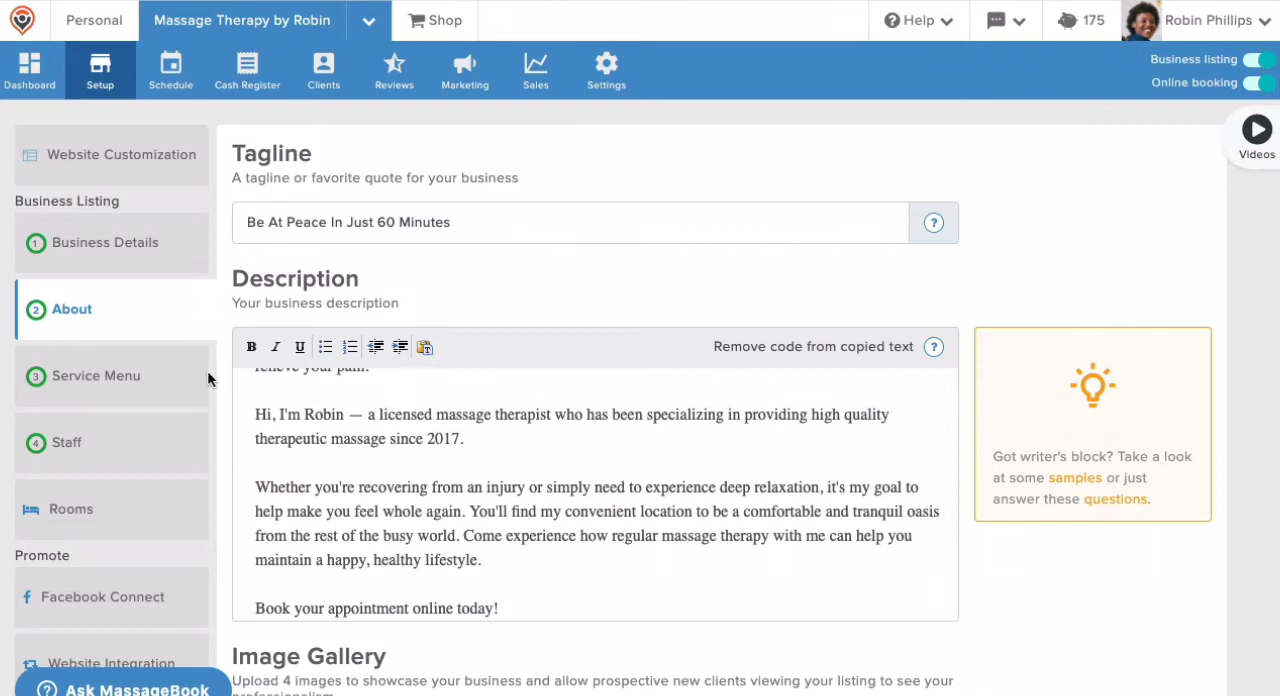 Personal
Massage Therapy by Robin
Shop
Help
175
Robin Phillips
Dashboard
Setup
Schedule
Cash Register
Clients
Reviews
Marketing
Sales
Settings
Business listing
Online booking
Videos
Website Customization
Business Listing
1 Business Details
2 About
3 Service Menu
4 Staff
Rooms
Promote
Facebook Connect
Website Integration
? Ask MassageBook
Tagline
A tagline or favorite quote for your business
Be At Peace In Just 60 Minutes
?
Description
Your business description
B I U
Remove code from copied text ?
relieve your pain.
Hi, I'm Robin — a licensed massage therapist who has been specializing in providing high quality
therapeutic massage since 2017.
Whether you're recovering from an injury or simply need to experience deep relaxation, it's my goal to
help make you feel whole again. You'll find my convenient location to be a comfortable and tranquil oasis
from the rest of the busy world. Come experience how regular massage therapy with me can help you
maintain a happy, healthy lifestyle.
Book your appointment online today!
Got writer's block? Take a look
at some samples or just
answer these questions.
Image Gallery
Upload 4 images to showcase your business and allow prospective new clients viewing your listing to see your
professionalism